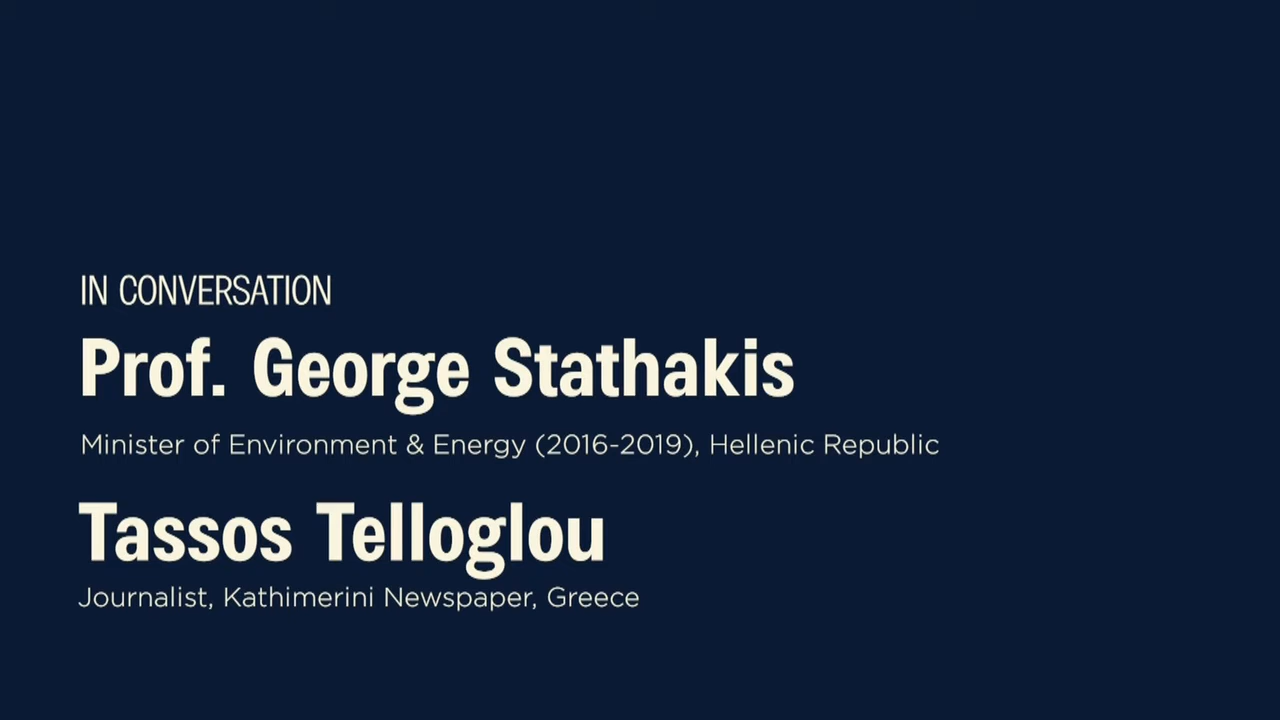 IN CONVERSATION
Prof. George Stathakis
Minister of Environment & Energy (2016-2019), Hellenic Republic
Tassos Telloglou
Journalist, Kathimerini Newspaper, Greece